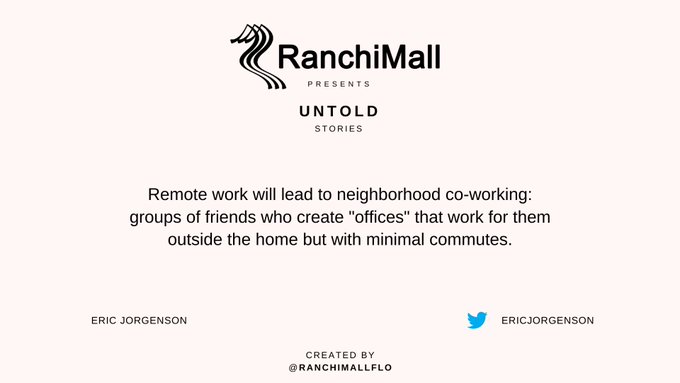 RanchiMall
PRESENTS
UNTOLD
STORIES
Remote work will lead to neighborhood co-working:
groups of friends who create "offices" that work for them
outside the home but with minimal commutes.
ERIC JORGENSON
ERICJORGENSON
CREATED BY
@RANCHIMALLFLO